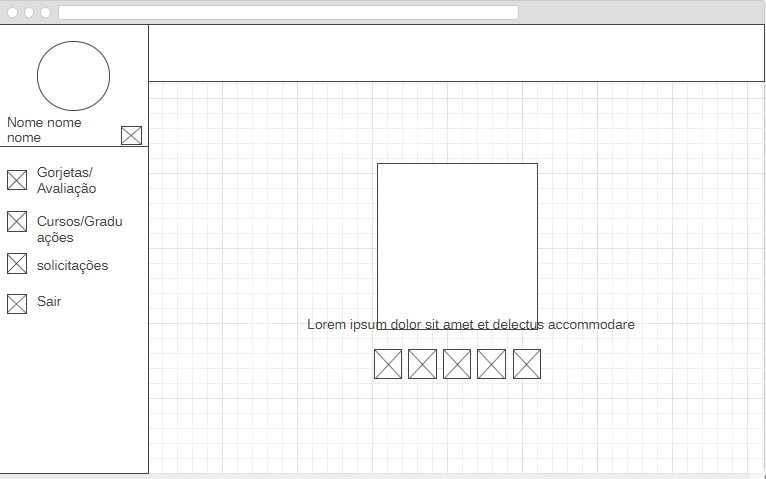 Nome nome
nome
Gorjetas/
Avaliação
Cursos/Gradu
ações
solicitações
Sair
Lorem ipsum dolor sit amet et delectus accommodare